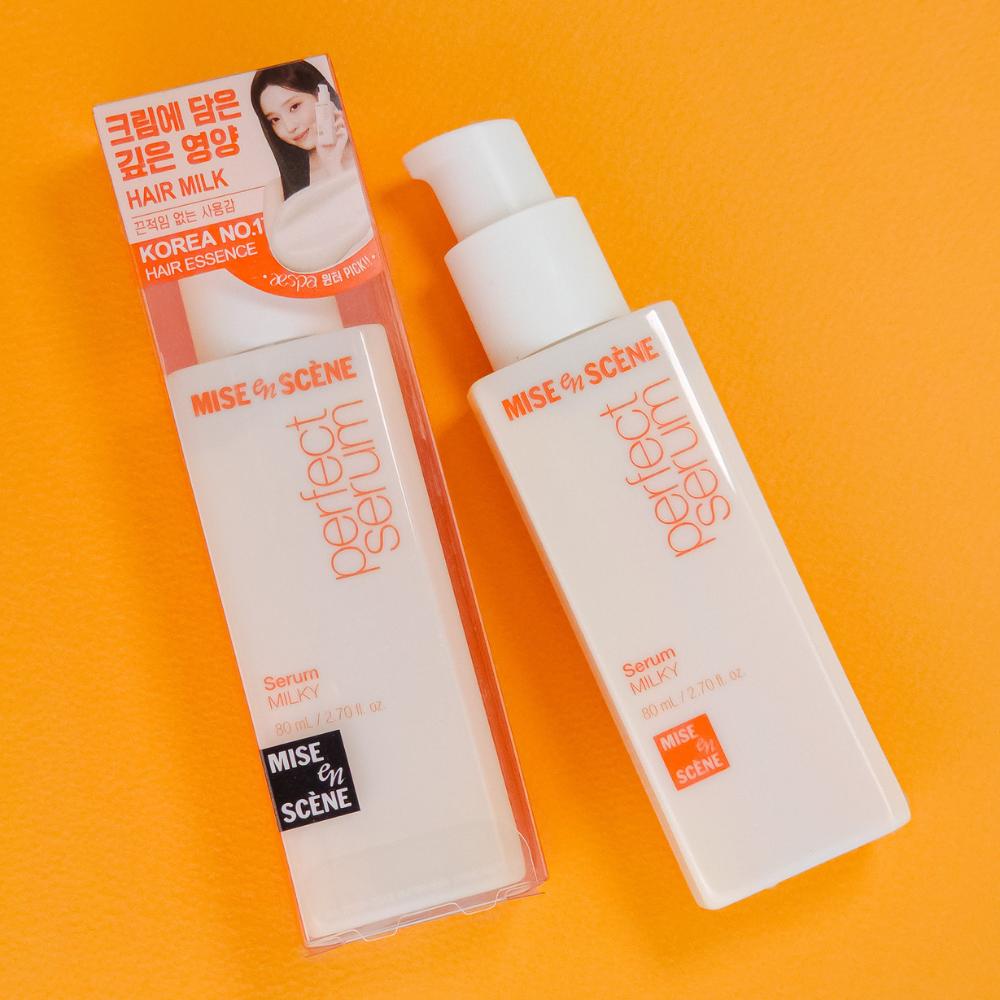 크림에 담은
깊은 영양
HAIR MILK
끈적임 없는 사용감
KOREA NO.1
HAIR ESSENCE
aespa 윈터 PICK!!
MISE en SCÈNE
perfect
serum
Serum
MILKY
80 mL / 2.70 fl. oz.
MISE
en
SCÈNE
MISE en SCÈNE
perfect
serum
Serum
MILKY
80 mL / 2.70 fl. oz.
MISE
en
SCÈNE